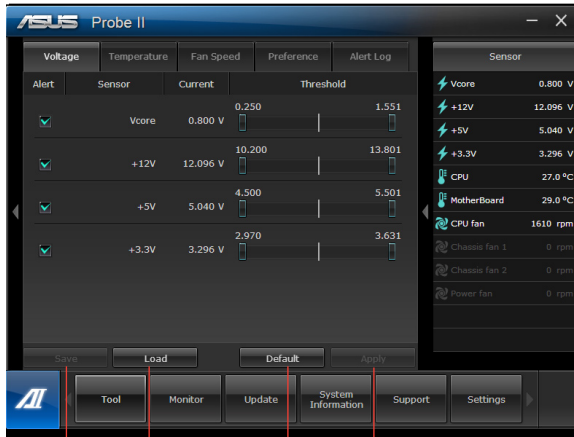 ASUS Probe II
Voltage Temperature Fan Speed Preference Alert Log
Alert Sensor Current Threshold
0.250 1.551
Vcore 0.800 V
10.200 13.801
+12V 12.096 V
4.500 5.501
+5V 5.040 V
2.970 3.631
+3.3V 3.296 V
Save Load Default Apply
Sensor
Vcore 0.800 V
+12V 12.096 V
+5V 5.040 V
+3.3V 3.296 V
CPU 27.0 ºC
MotherBoard 29.0 ºC
CPU fan 1610 rpm
Chassis fan 1 0 rpm
Chassis fan 2 0 rpm
Power fan 0 rpm
AI Tool Monitor Update System Information Support Settings